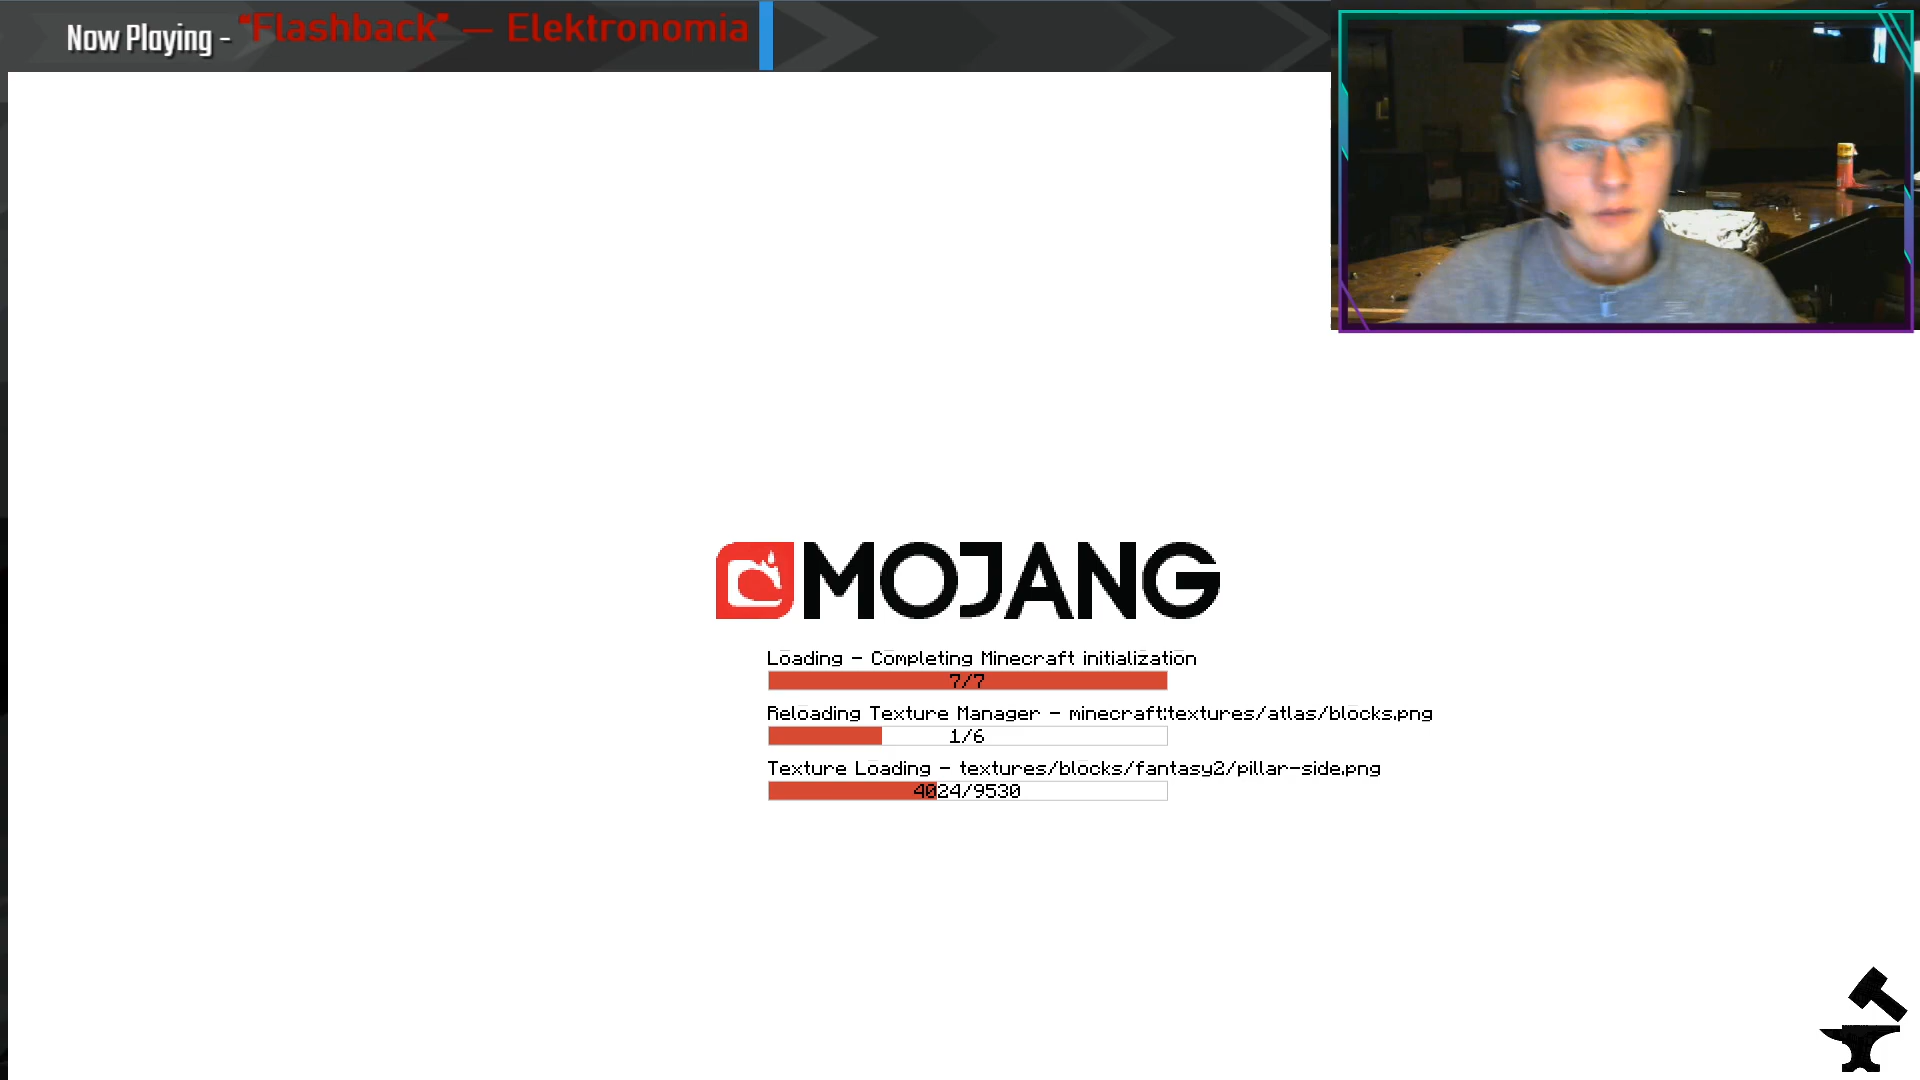 Now Playing - "Flashback" — Elektronomia
MOJANG
Loading - Completing Minecraft initialization
7/7
Reloading Texture Manager - minecraft:textures/atlas/blocks.png
1/6
Texture Loading - textures/blocks/fantasy2/pillar-side.png
4024/9530